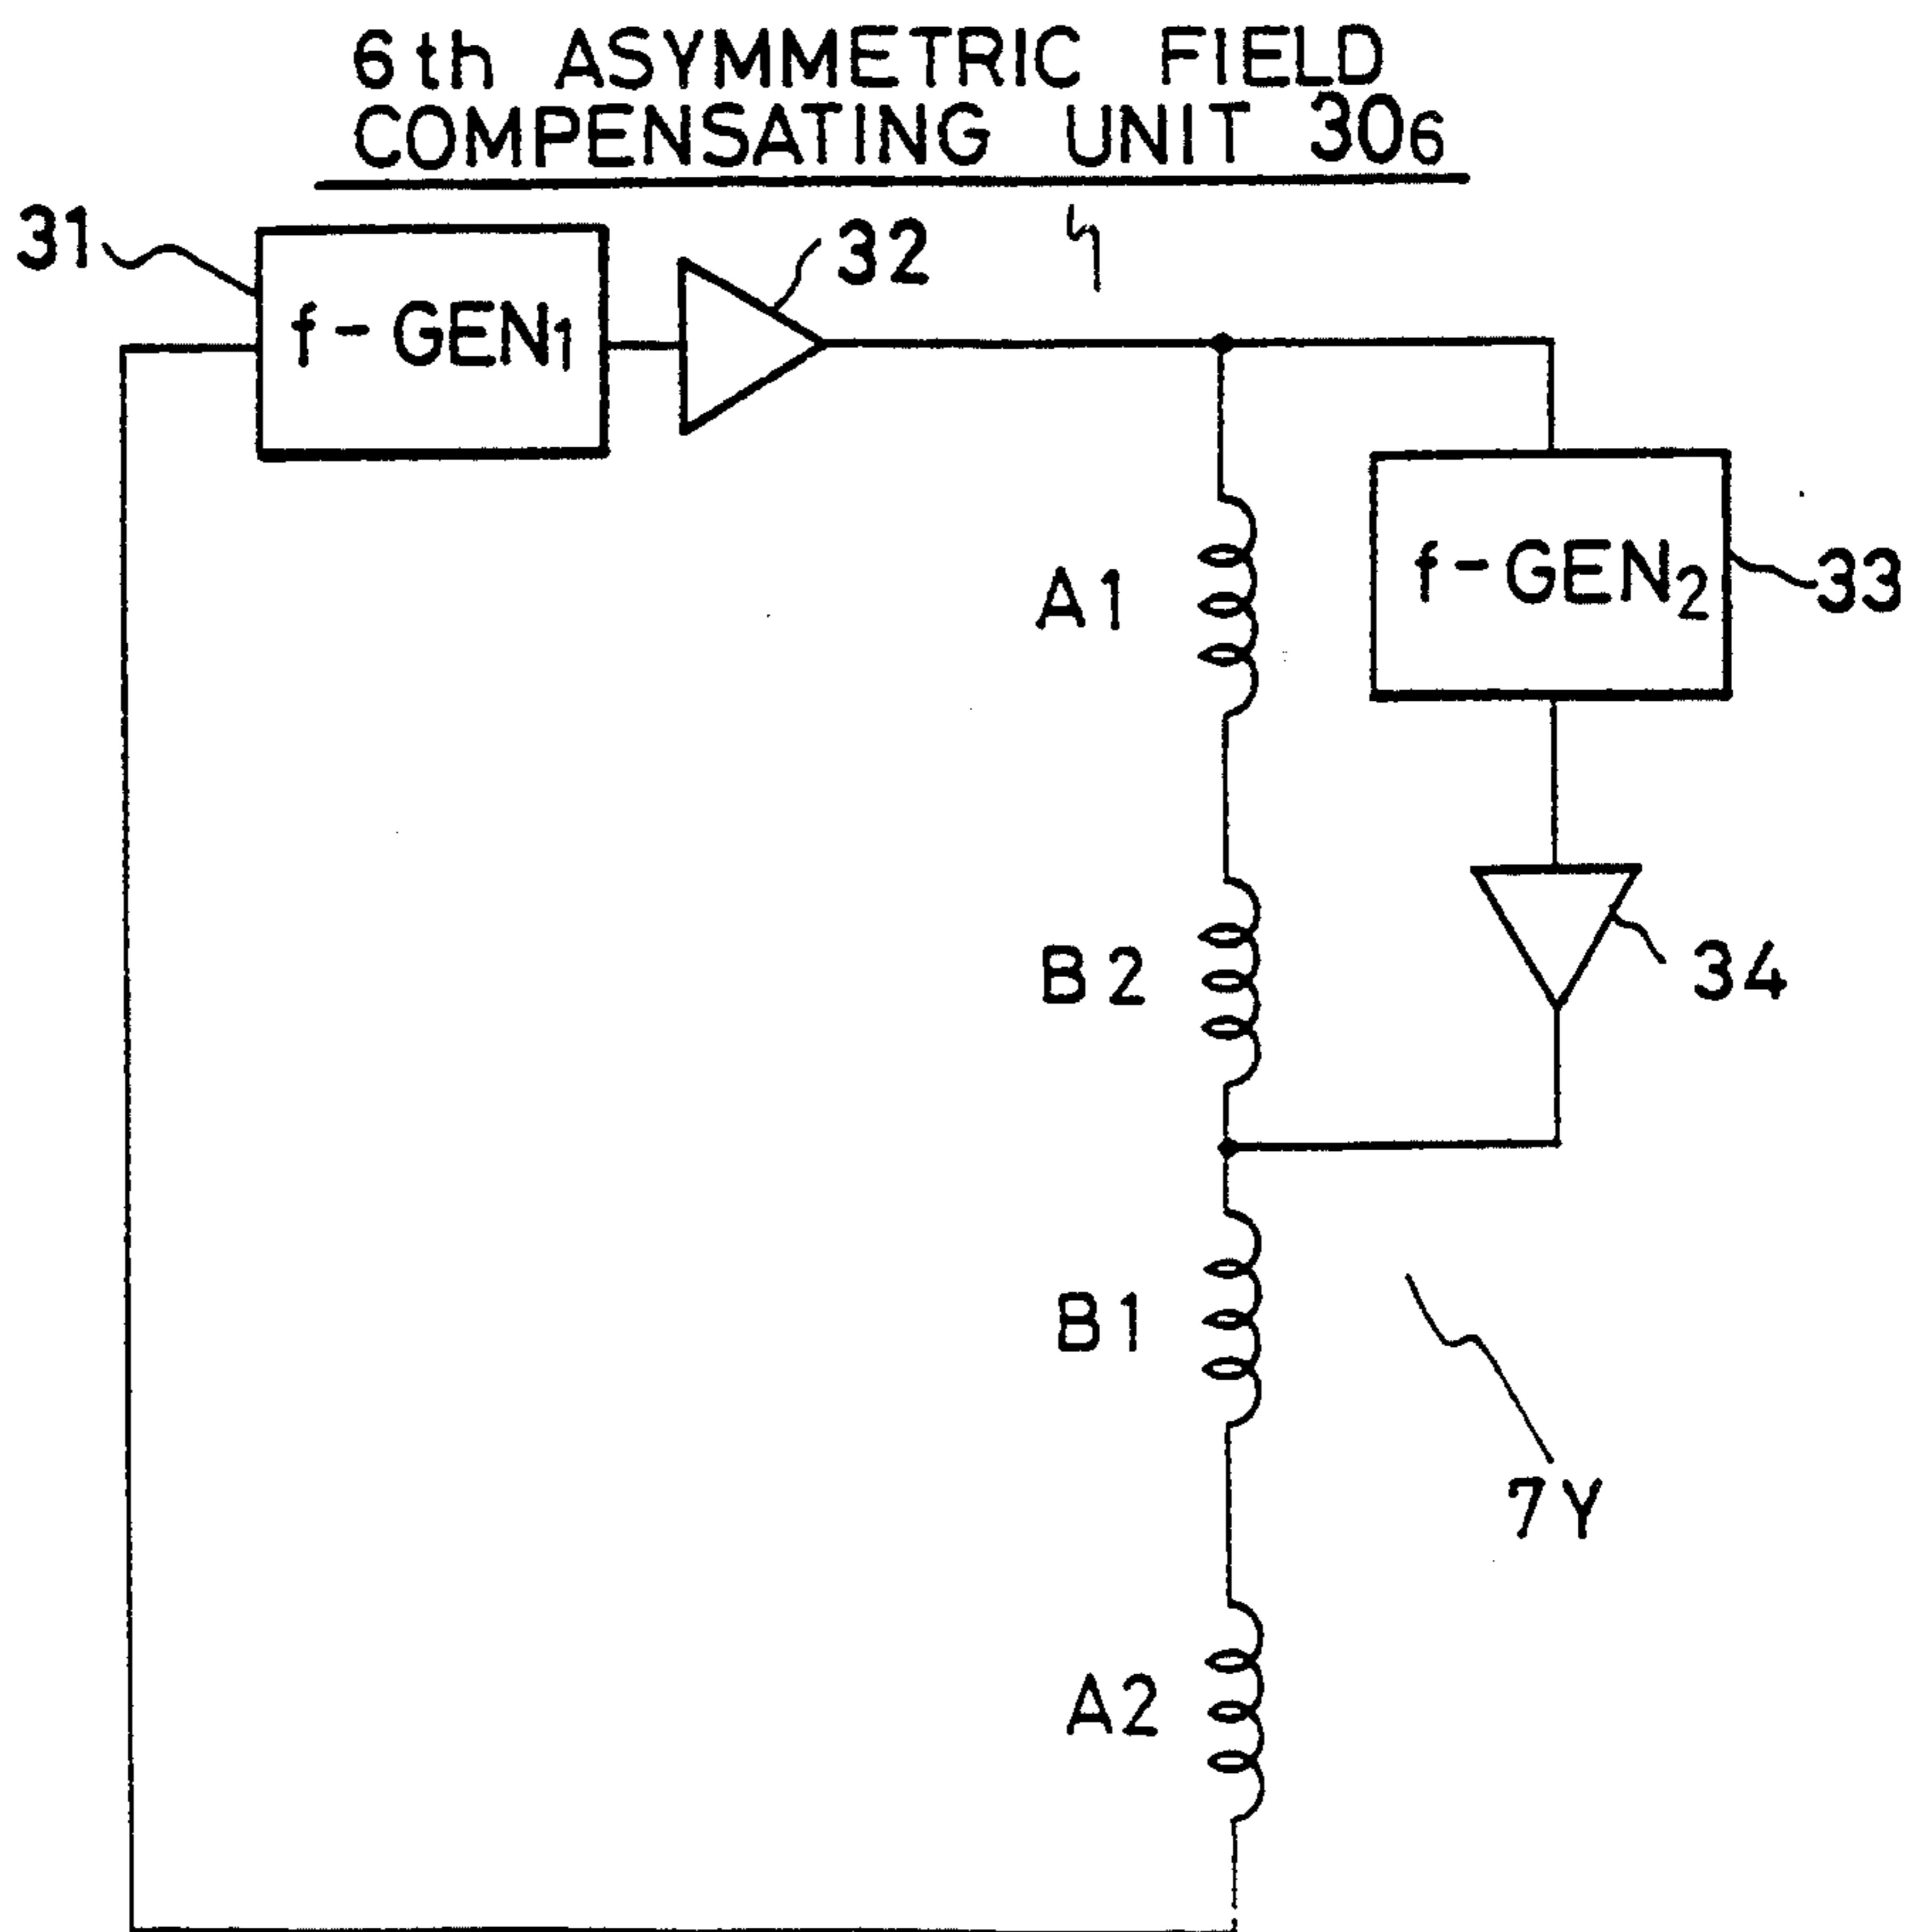 6th ASYMMETRIC FIELD
COMPENSATING UNIT 30₆
31
f-GEN₁
32
A1
f-GEN₂
33
B2
34
B1
7Y
A2